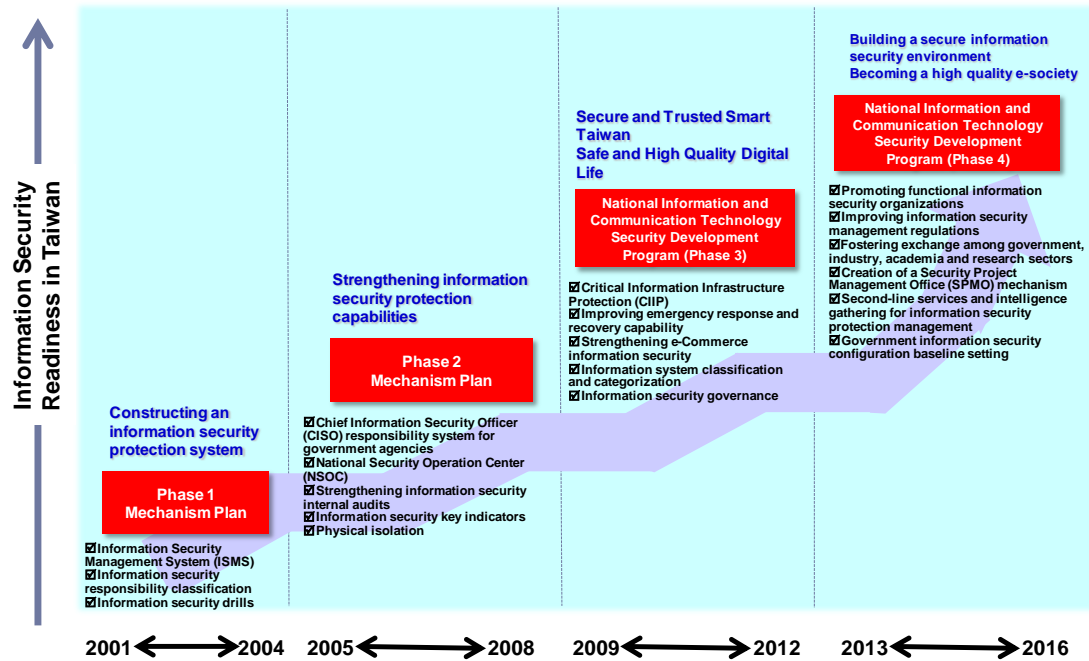 Information Security
Readiness in Taiwan
Constructing an
information security
protection system
Phase 1
Mechanism Plan
☑Information Security
Management System (ISMS)
☑Information security
responsibility classification
☑Information security drills
Strengthening information
security protection
capabilities
Phase 2
Mechanism Plan
☑Chief Information Security Officer
(CISO) responsibility system for
government agencies
☑National Security Operation Center
(NSOC)
☑Strengthening information security
internal audits
☑Information security key indicators
☑Physical isolation
Secure and Trusted Smart
Taiwan
Safe and High Quality Digital
Life
National Information and
Communication Technology
Security Development
Program (Phase 3)
☑Critical Information Infrastructure
Protection (CIIP)
☑Improving emergency response and
recovery capability
☑Strengthening e-Commerce
information security
☑Information system classification
and categorization
☑Information security governance
Building a secure information
security environment
Becoming a high quality e-society
National Information and
Communication Technology
Security Development
Program (Phase 4)
☑Promoting functional information
security organizations
☑Improving information security
management regulations
☑Fostering exchange among government,
industry, academia and research sectors
☑Creation of a Security Project
Management Office (SPMO) mechanism
☑Second-line services and intelligence
gathering for information security
protection management
☑Government information security
configuration baseline setting
2001 2004 2005 2008 2009 2012 2013 2016